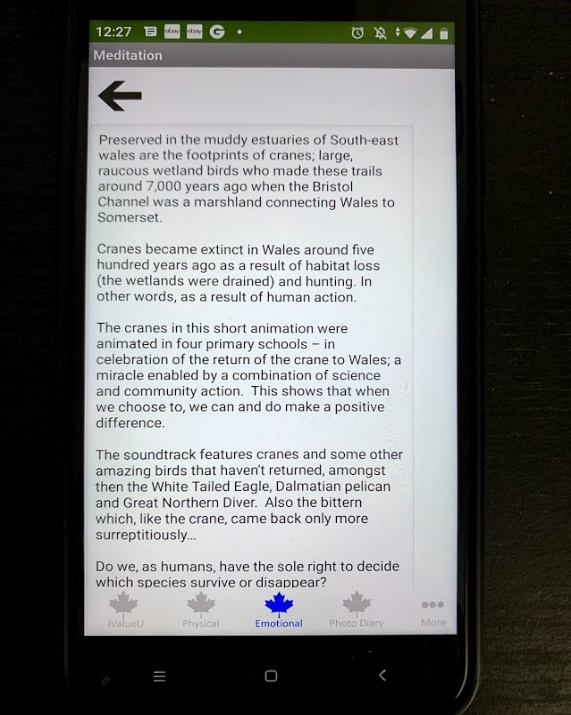 12:27 ebay ebay G
Meditation
Preserved in the muddy estuaries of South-east
wales are the footprints of cranes; large,
raucous wetland birds who made these trails
around 7,000 years ago when the Bristol
Channel was a marshland connecting Wales to
Somerset.
Cranes became extinct in Wales around five
hundred years ago as a result of habitat loss
(the wetlands were drained) and hunting. In
other words, as a result of human action.
The cranes in this short animation were
animated in four primary schools – in
celebration of the return of the crane to Wales; a
miracle enabled by a combination of science
and community action.  This shows that when
we choose to, we can and do make a positive
difference.
The soundtrack features cranes and some other
amazing birds that haven't returned, amongst
then the White Tailed Eagle, Dalmatian pelican
and Great Northern Diver.  Also the bittern
which, like the crane, came back only more
surreptitiously...
Do we, as humans, have the sole right to decide
which species survive or disappear?
iValueU Physical Emotional Photo Diary More